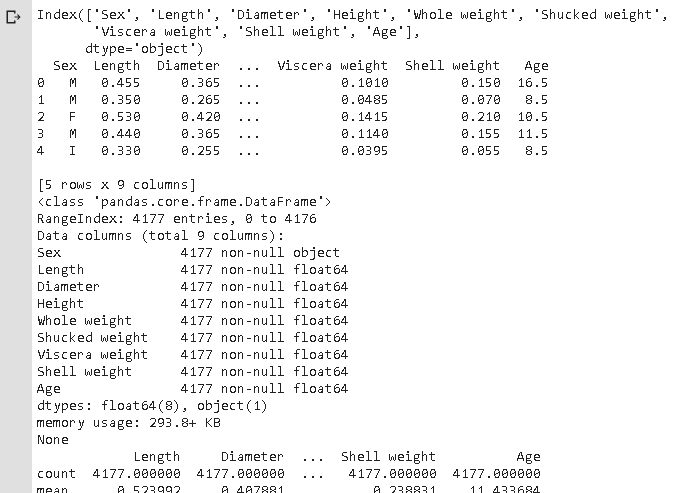 Index(['Sex', 'Length', 'Diameter', 'Height', 'Whole weight', 'Shucked weight',
'Viscera weight', 'Shell weight', 'Age'],
dtype='object')
Sex Length Diameter ... Viscera weight Shell weight Age
0 M 0.455 0.365 ... 0.1010 0.150 16.5
1 M 0.350 0.265 ... 0.0485 0.070 8.5
2 F 0.530 0.420 ... 0.1415 0.210 10.5
3 M 0.440 0.365 ... 0.1140 0.155 11.5
4 I 0.330 0.255 ... 0.0395 0.055 8.5
[5 rows x 9 columns]
<class 'pandas.core.frame.DataFrame'>
RangeIndex: 4177 entries, 0 to 4176
Data columns (total 9 columns):
Sex 4177 non-null object
Length 4177 non-null float64
Diameter 4177 non-null float64
Height 4177 non-null float64
Whole weight 4177 non-null float64
Shucked weight 4177 non-null float64
Viscera weight 4177 non-null float64
Shell weight 4177 non-null float64
Age 4177 non-null float64
dtypes: float64(8), object(1)
memory usage: 293.8+ KB
None
Length Diameter ... Shell weight Age
count 4177.000000 4177.000000 ... 4177.000000 4177.000000
mean 0.523992 0.407881 0.238831 11.433684